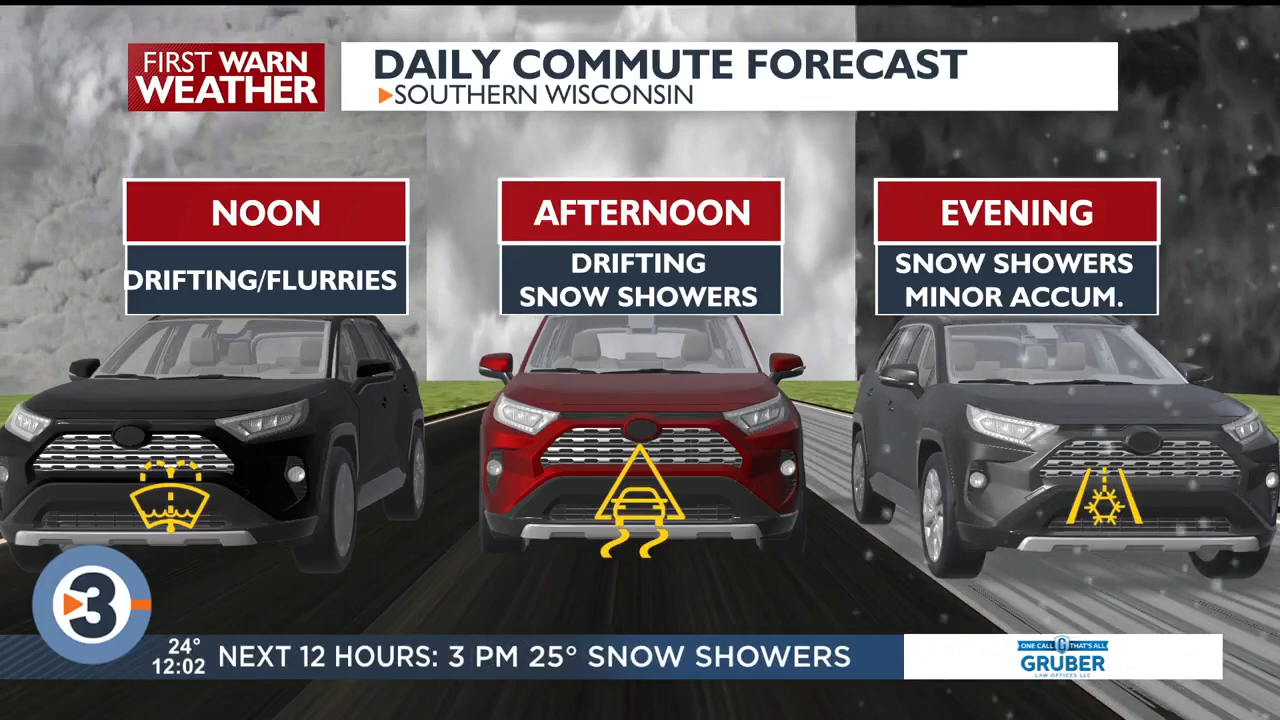 FIRST WARN
WEATHER
DAILY COMMUTE FORECAST
SOUTHERN WISCONSIN
NOON
DRIFTING/FLURRIES
AFTERNOON
DRIFTING
SNOW SHOWERS
EVENING
SNOW SHOWERS
MINOR ACCUM.
3
24°
12:02
NEXT 12 HOURS: 3 PM 25° SNOW SHOWERS
ONE CALL G THAT'S ALL
GRUBER
LAW OFFICES LLC